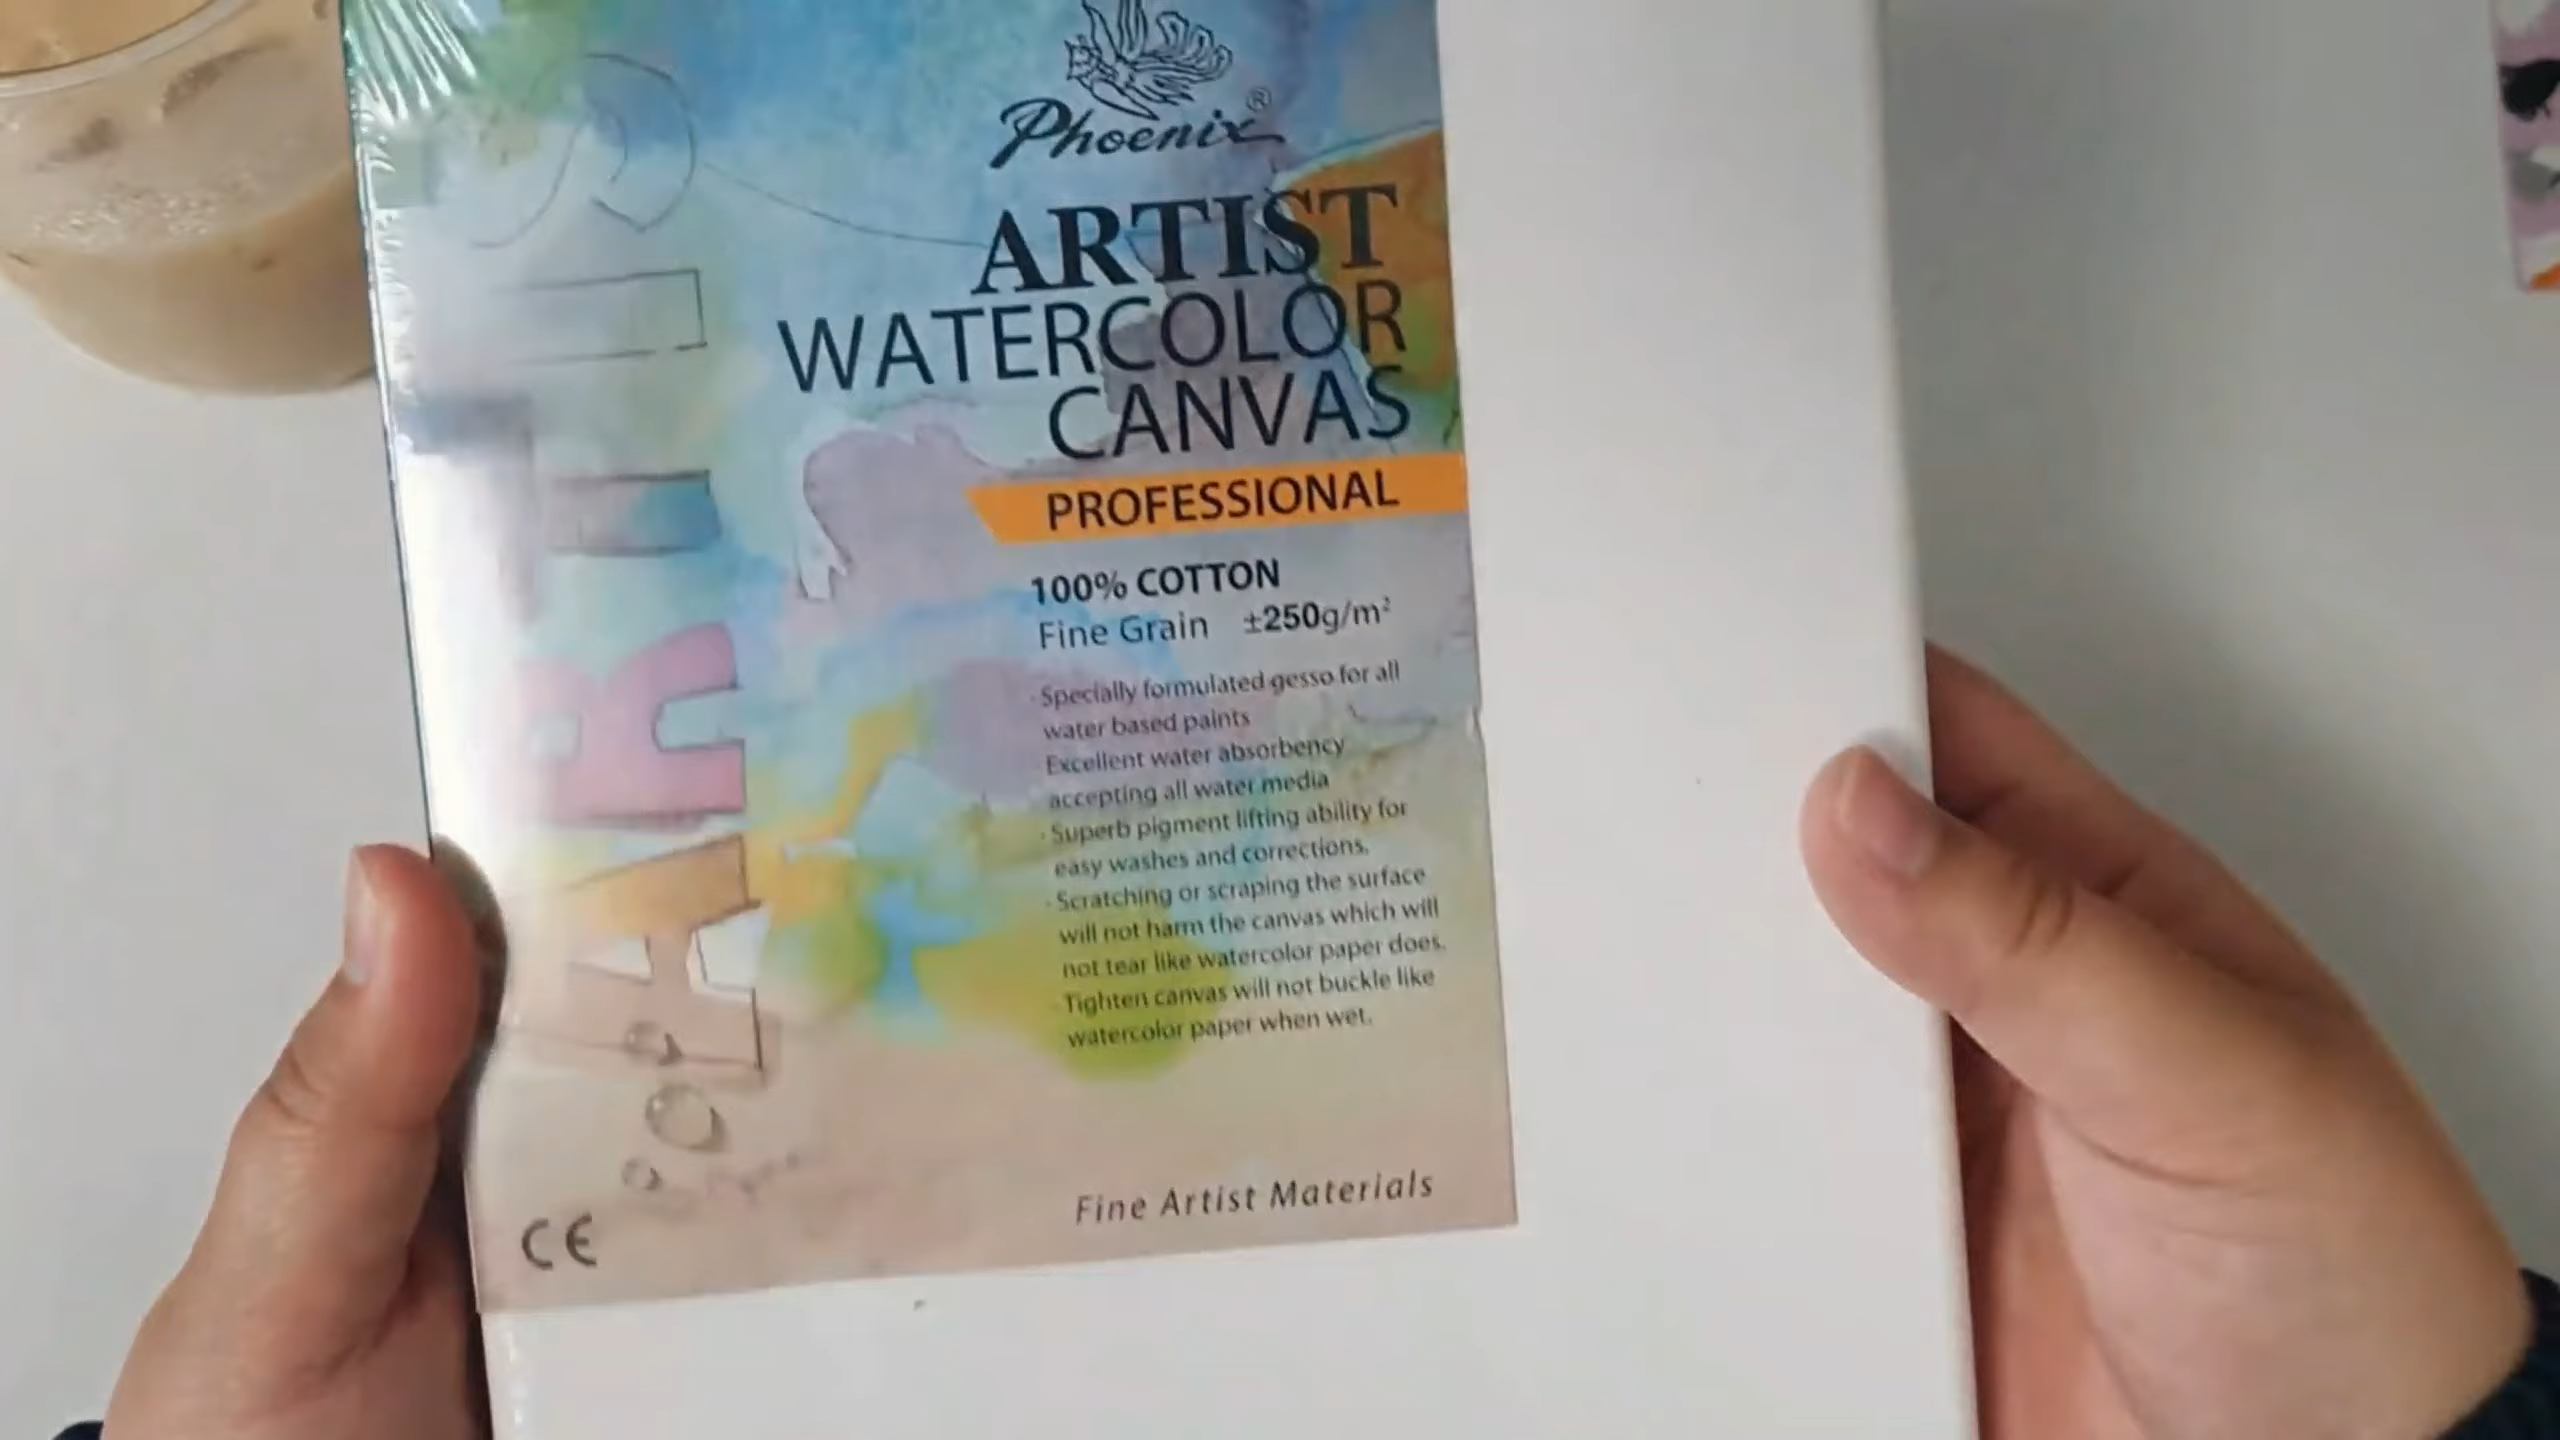 Phoenix®
ARTIST
WATERCOLOR
CANVAS
PROFESSIONAL
100% COTTON
Fine Grain ±250g/m²
· Specially formulated gesso for all
water based paints
· Excellent water absorbency
accepting all water media
· Superb pigment lifting ability for
easy washes and corrections.
· Scratching or scraping the surface
will not harm the canvas which will
not tear like watercolor paper does.
· Tighten canvas will not buckle like
watercolor paper when wet.
Fine Artist Materials
CE